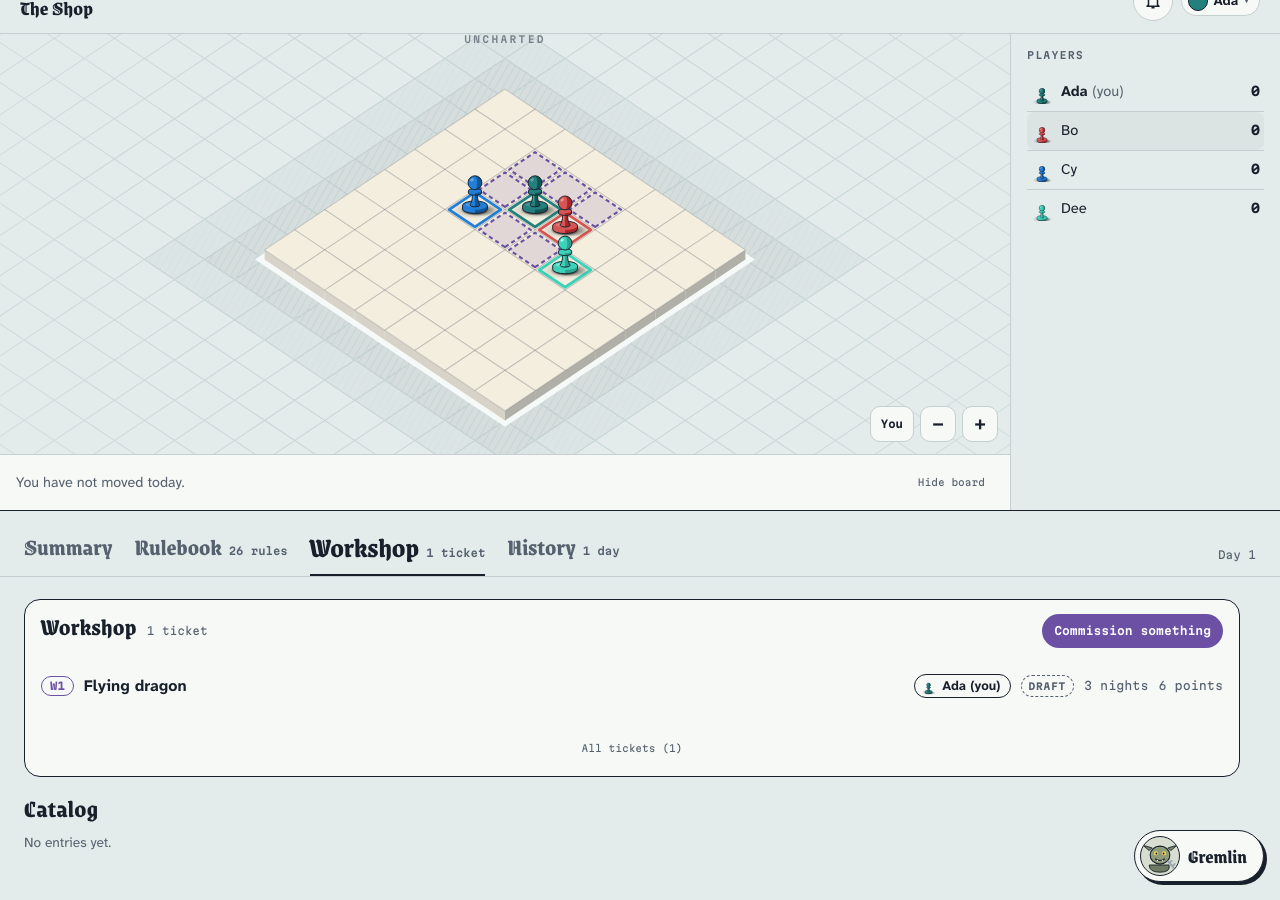 The Shop
Ada
UNCHARTED
PLAYERS
Ada (you) 0
Bo 0
Cy 0
Dee 0
You − +
You have not moved today.
Hide board
Summary
Rulebook 26 rules
Workshop 1 ticket
History 1 day
Day 1
Workshop 1 ticket
Commission something
W1 Flying dragon
Ada (you) DRAFT 3 nights 6 points
All tickets (1)
Catalog
No entries yet.
Gremlin